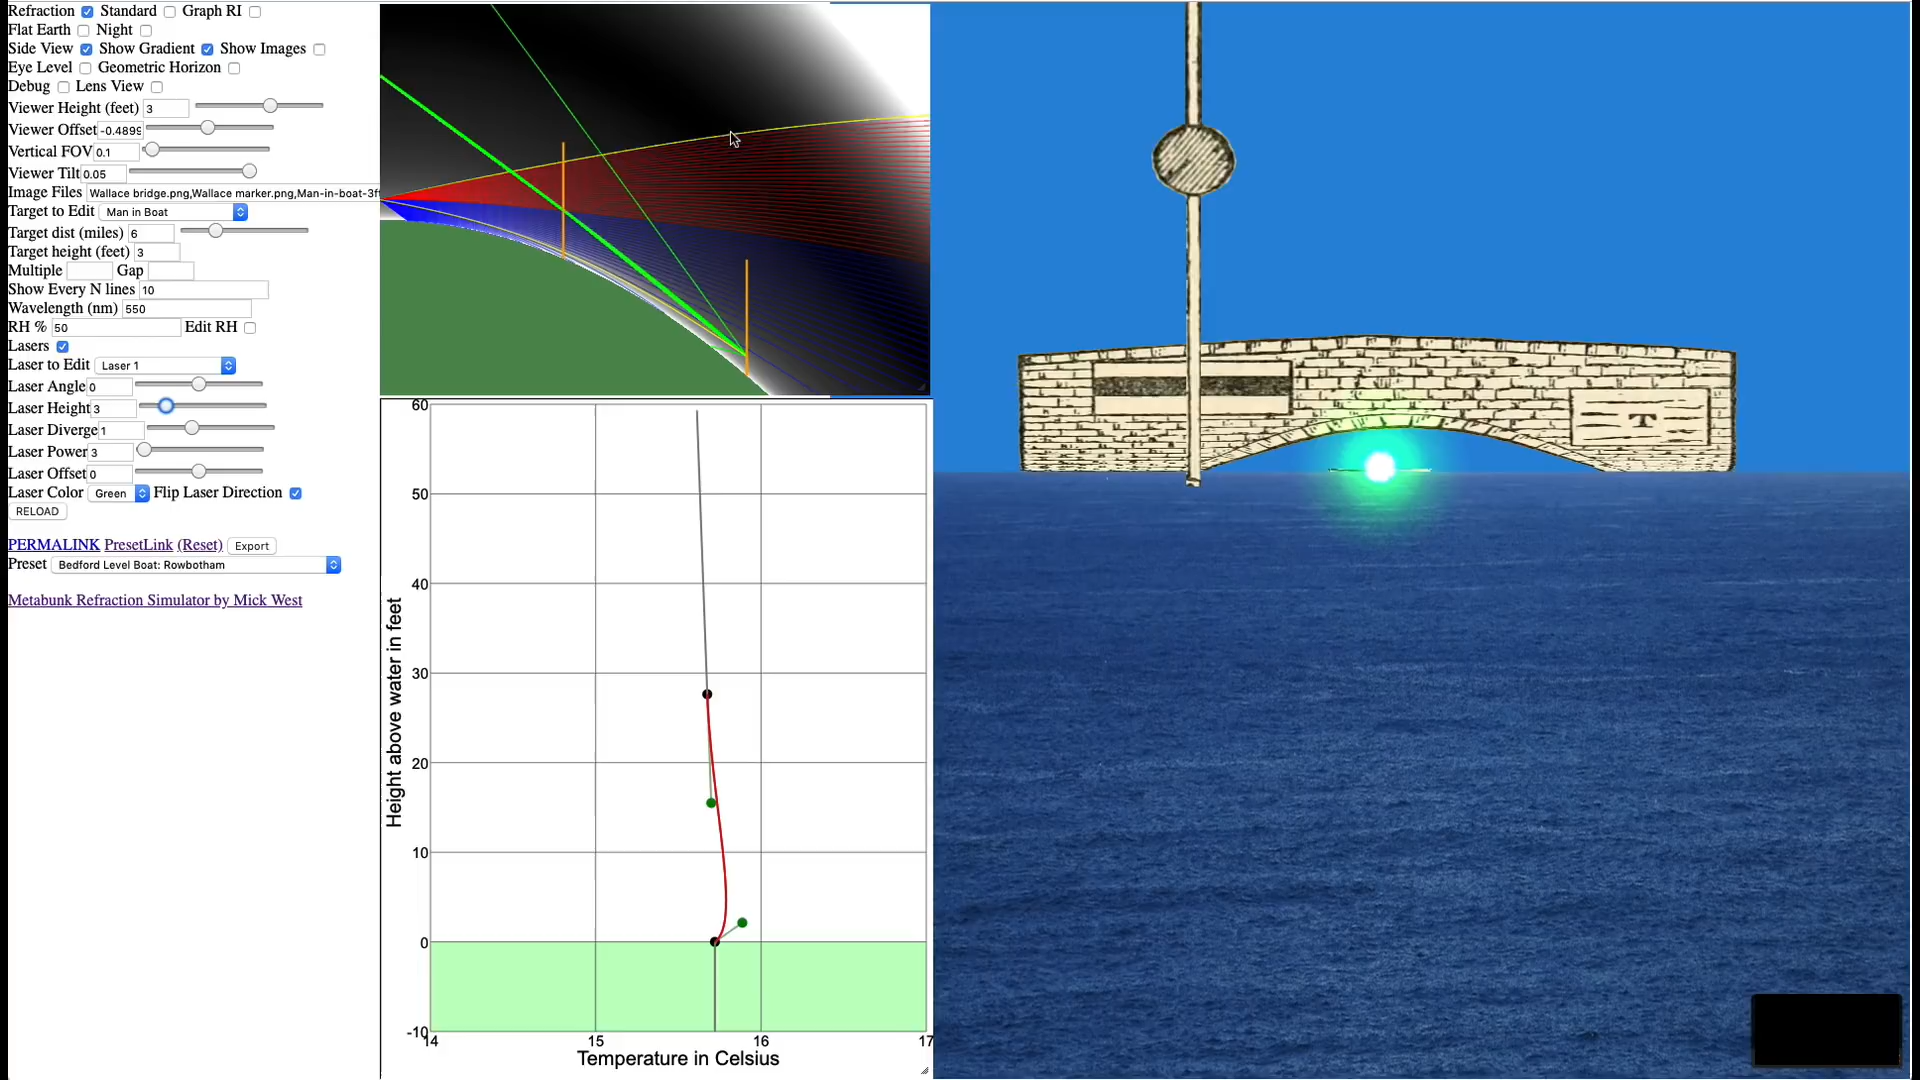 Refraction Standard Graph RI
Flat Earth Night
Side View Show Gradient Show Images
Eye Level Geometric Horizon
Debug Lens View
Viewer Height (feet) 3
Viewer Offset -0.4899
Vertical FOV 0.1
Viewer Tilt 0.05
Image Files Wallace bridge.png,Wallace marker.png,Man-in-boat-3f
Target to Edit Man in Boat
Target dist (miles) 6
Target height (feet) 3
Multiple Gap
Show Every N lines 10
Wavelength (nm) 550
RH % 50 Edit RH
Lasers
Laser to Edit Laser 1
Laser Angle 0
Laser Height 3
Laser Diverge 1
Laser Power 3
Laser Offset 0
Laser Color Green Flip Laser Direction
RELOAD
PERMALINK PresetLink (Reset) Export
Preset Bedford Level Boat: Rowbotham
Metabunk Refraction Simulator by Mick West
Height above water in feet
60
50
40
30
20
10
0
-10
14 15 16 17
Temperature in Celsius
T